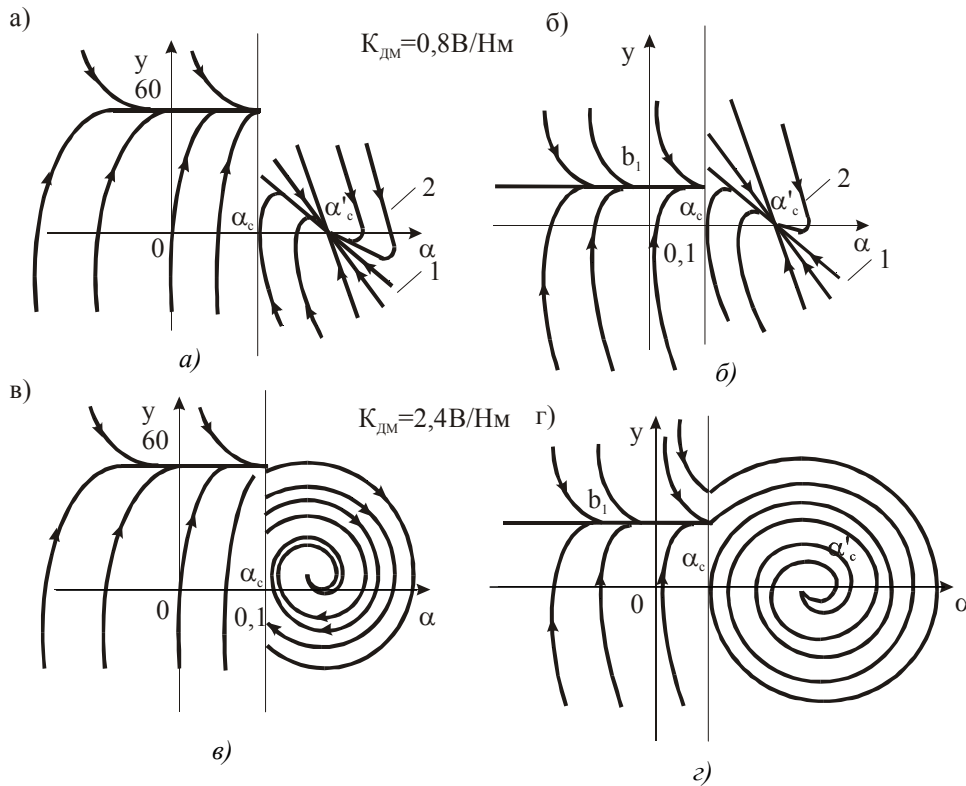 а)
К_ДМ=0,8В/Нм
б)
y
60
α_c
α'_c
2
0
α
1
а)
y
b₁
α_c
α'_c
2
0,1
α
1
б)
в)
К_ДМ=2,4В/Нм
г)
y
60
α_c
0
0,1
α
в)
y
b₁
α_c
α'_c
0
α
г)